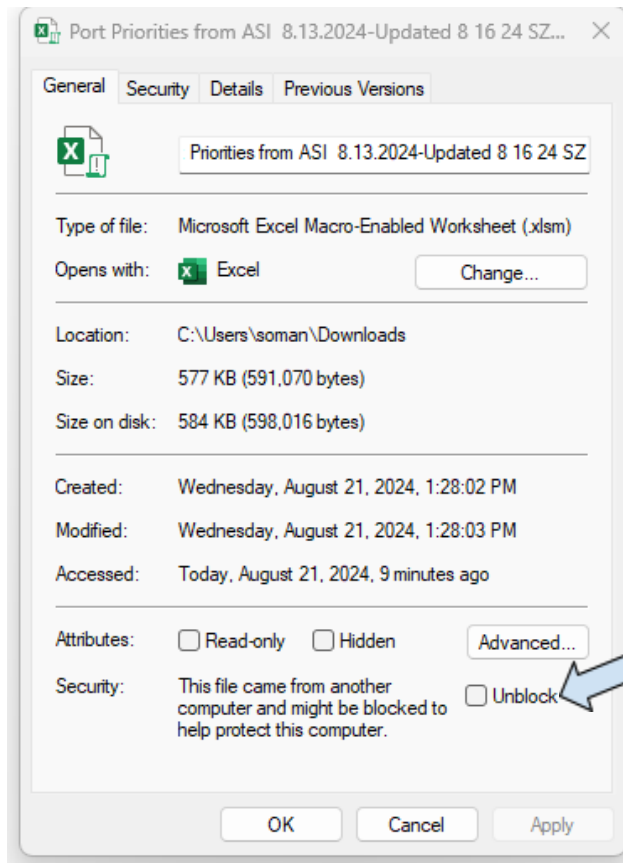 Port Priorities from ASI 8.13.2024-Updated 8 16 24 SZ...
General Security Details Previous Versions
Priorities from ASI 8.13.2024-Updated 8 16 24 SZ
Type of file: Microsoft Excel Macro-Enabled Worksheet (.xlsm)
Opens with: Excel Change...
Location: C:\Users\soman\Downloads
Size: 577 KB (591,070 bytes)
Size on disk: 584 KB (598,016 bytes)
Created: Wednesday, August 21, 2024, 1:28:02 PM
Modified: Wednesday, August 21, 2024, 1:28:03 PM
Accessed: Today, August 21, 2024, 9 minutes ago
Attributes: Read-only Hidden Advanced...
Security: This file came from another
computer and might be blocked to
help protect this computer.
Unblock
OK Cancel Apply